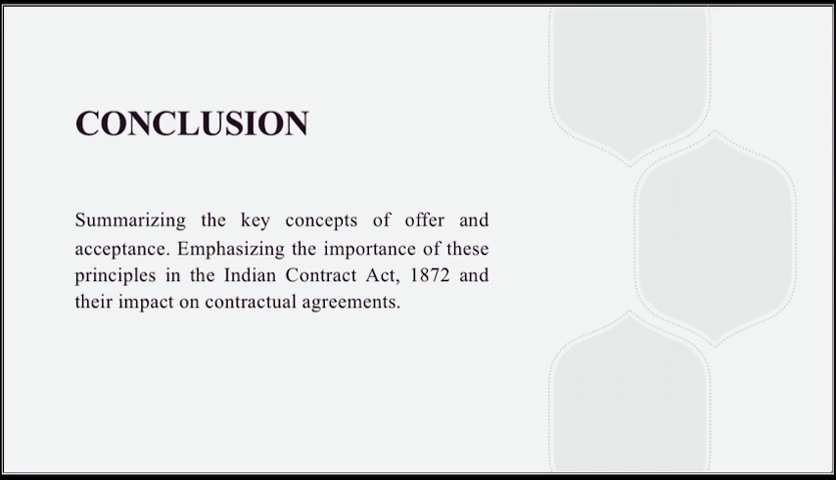 CONCLUSION
Summarizing the key concepts of offer and
acceptance. Emphasizing the importance of these
principles in the Indian Contract Act, 1872 and
their impact on contractual agreements.